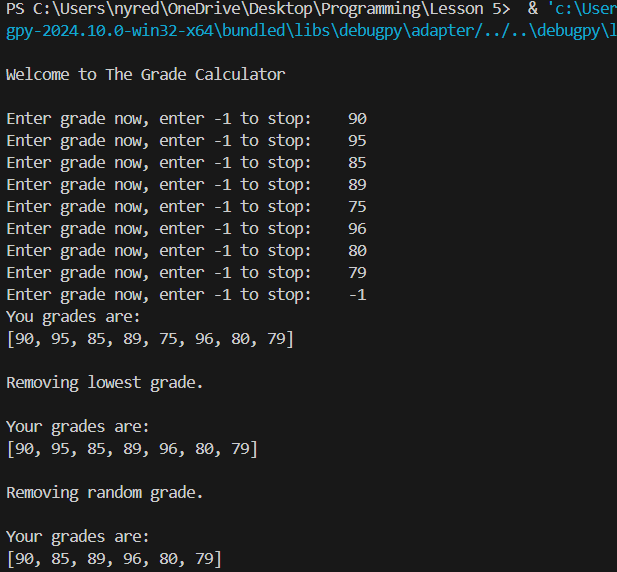 PS C:\Users\nyred\OneDrive\Desktop\Programming\Lesson 5>  & 'c:\User
gpy-2024.10.0-win32-x64\bundled\libs\debugpy\adapter/../..\debugpy\l
Welcome to The Grade Calculator
Enter grade now, enter -1 to stop:    90
Enter grade now, enter -1 to stop:    95
Enter grade now, enter -1 to stop:    85
Enter grade now, enter -1 to stop:    89
Enter grade now, enter -1 to stop:    75
Enter grade now, enter -1 to stop:    96
Enter grade now, enter -1 to stop:    80
Enter grade now, enter -1 to stop:    79
Enter grade now, enter -1 to stop:    -1
You grades are:
[90, 95, 85, 89, 75, 96, 80, 79]
Removing lowest grade.
Your grades are:
[90, 95, 85, 89, 96, 80, 79]
Removing random grade.
Your grades are:
[90, 85, 89, 96, 80, 79]